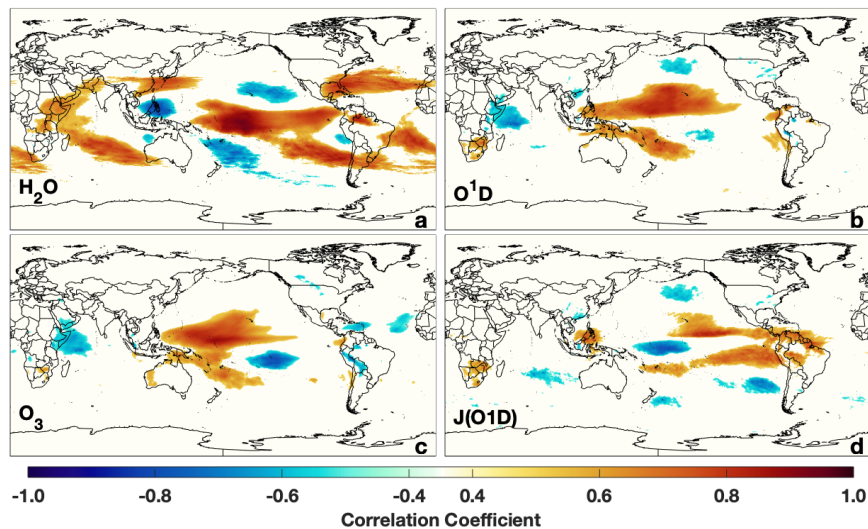 H₂O
a
O¹D
b
O₃
c
J(O1D)
d
-1.0 -0.8 -0.6 -0.4 0.4 0.6 0.8 1.0
Correlation Coefficient